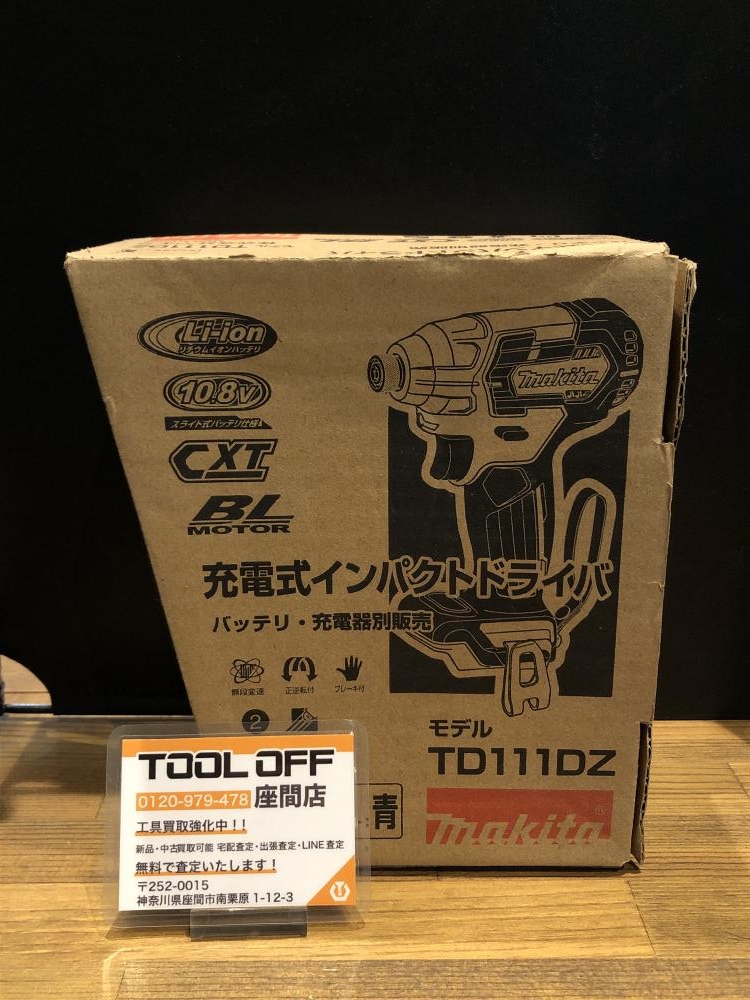 Li-ion
リチウムイオンバッテリ
10.8V
スライド式バッテリ仕様
CXT
BL
MOTOR
makita
充電式インパクトドライバ
バッテリ・充電器別販売
無段変速
正逆転付
ブレーキ付
2
モデル
TD111DZ
青
makita
TOOL OFF
0120-979-478 座間店
工具買取強化中!!
新品・中古買取可能 宅配査定・出張査定・LINE査定
無料で査定いたします!
〒252-0015
神奈川県座間市南栗原 1-12-3